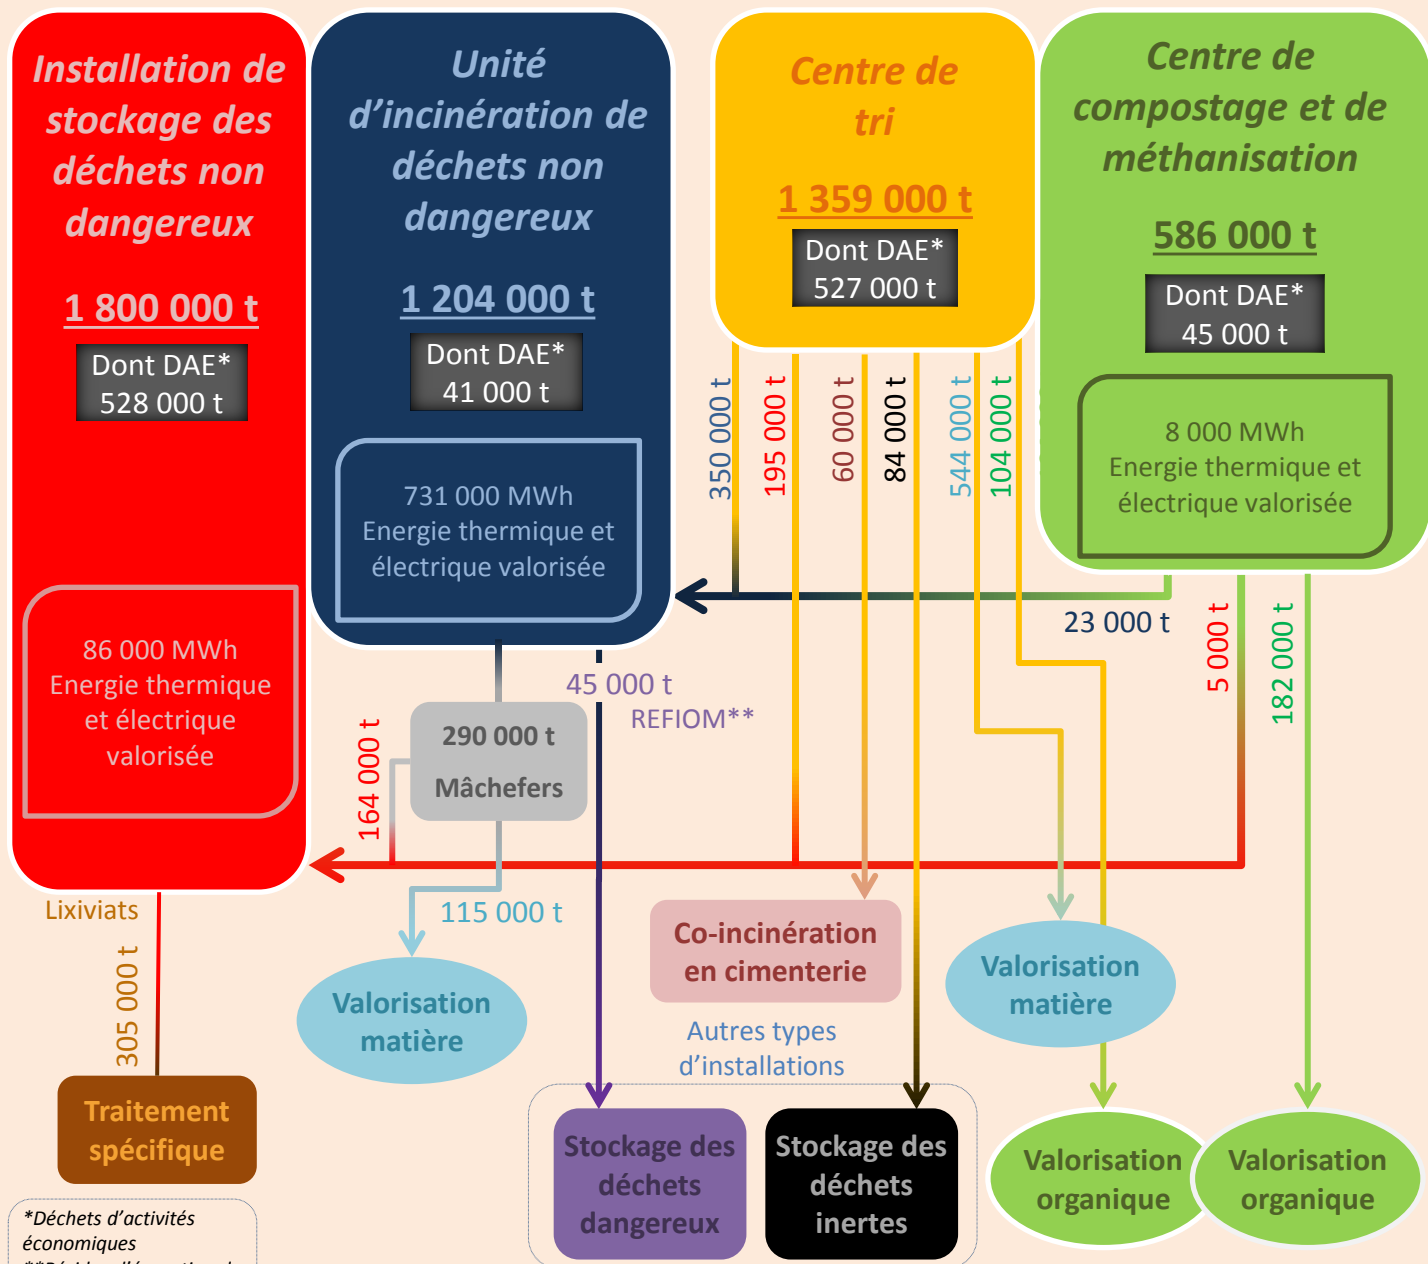 Installation de
stockage des
déchets non
dangereux
1 800 000 t
Dont DAE*
528 000 t
86 000 MWh
Energie thermique
et électrique
valorisée
Unité
d'incinération de
déchets non
dangereux
1 204 000 t
Dont DAE*
41 000 t
731 000 MWh
Energie thermique et
électrique valorisée
Centre de
tri
1 359 000 t
Dont DAE*
527 000 t
Centre de
compostage et de
méthanisation
586 000 t
Dont DAE*
45 000 t
8 000 MWh
Energie thermique et
électrique valorisée
350 000 t
195 000 t
60 000 t
84 000 t
544 000 t
104 000 t
23 000 t
5 000 t
182 000 t
45 000 t
REFIOM**
290 000 t
Mâchefers
164 000 t
115 000 t
Lixiviats
305 000 t
Traitement
spécifique
Valorisation
matière
Co-incinération
en cimenterie
Valorisation
matière
Autres types
d'installations
Stockage des
déchets
dangereux
Stockage des
déchets
inertes
Valorisation
organique
Valorisation
organique
*Déchets d'activités
économiques